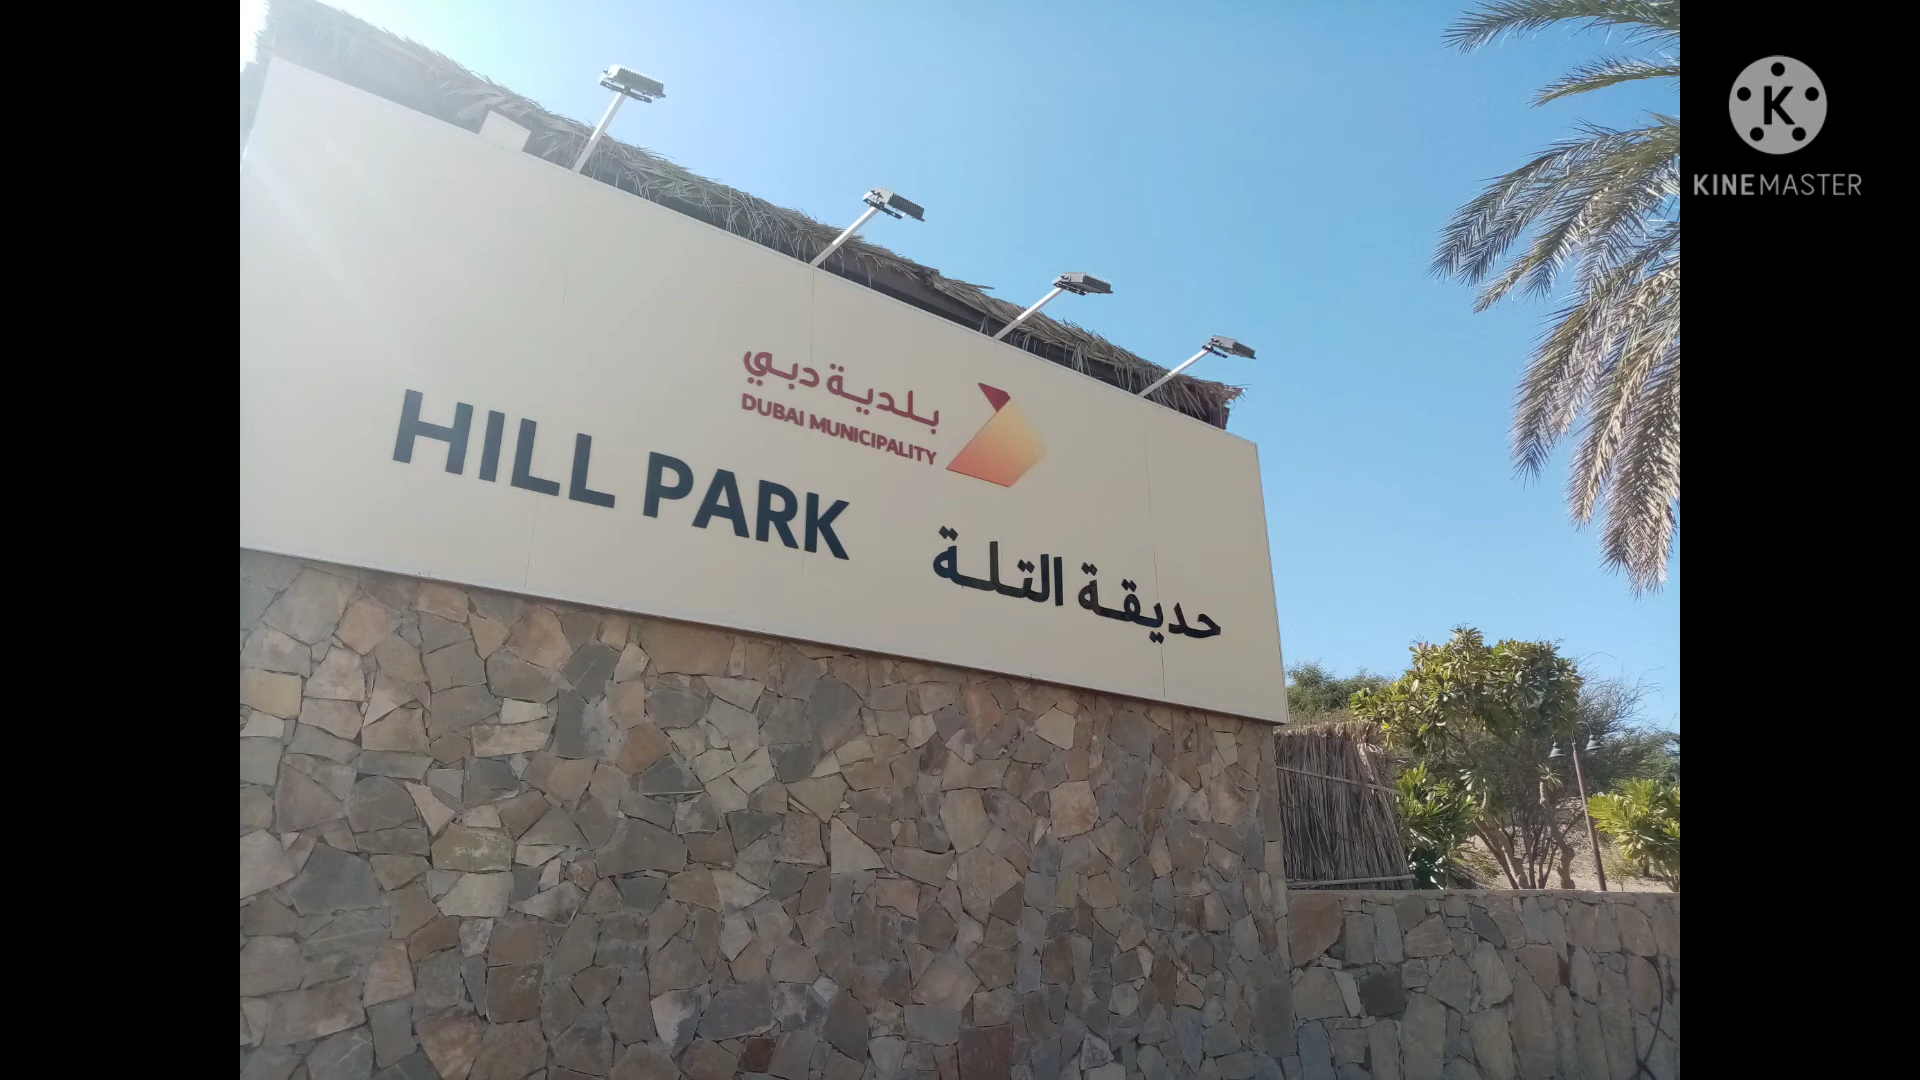 بلدية دبي
DUBAI MUNICIPALITY
HILL PARK
حديقة التلة
K
KINEMASTER